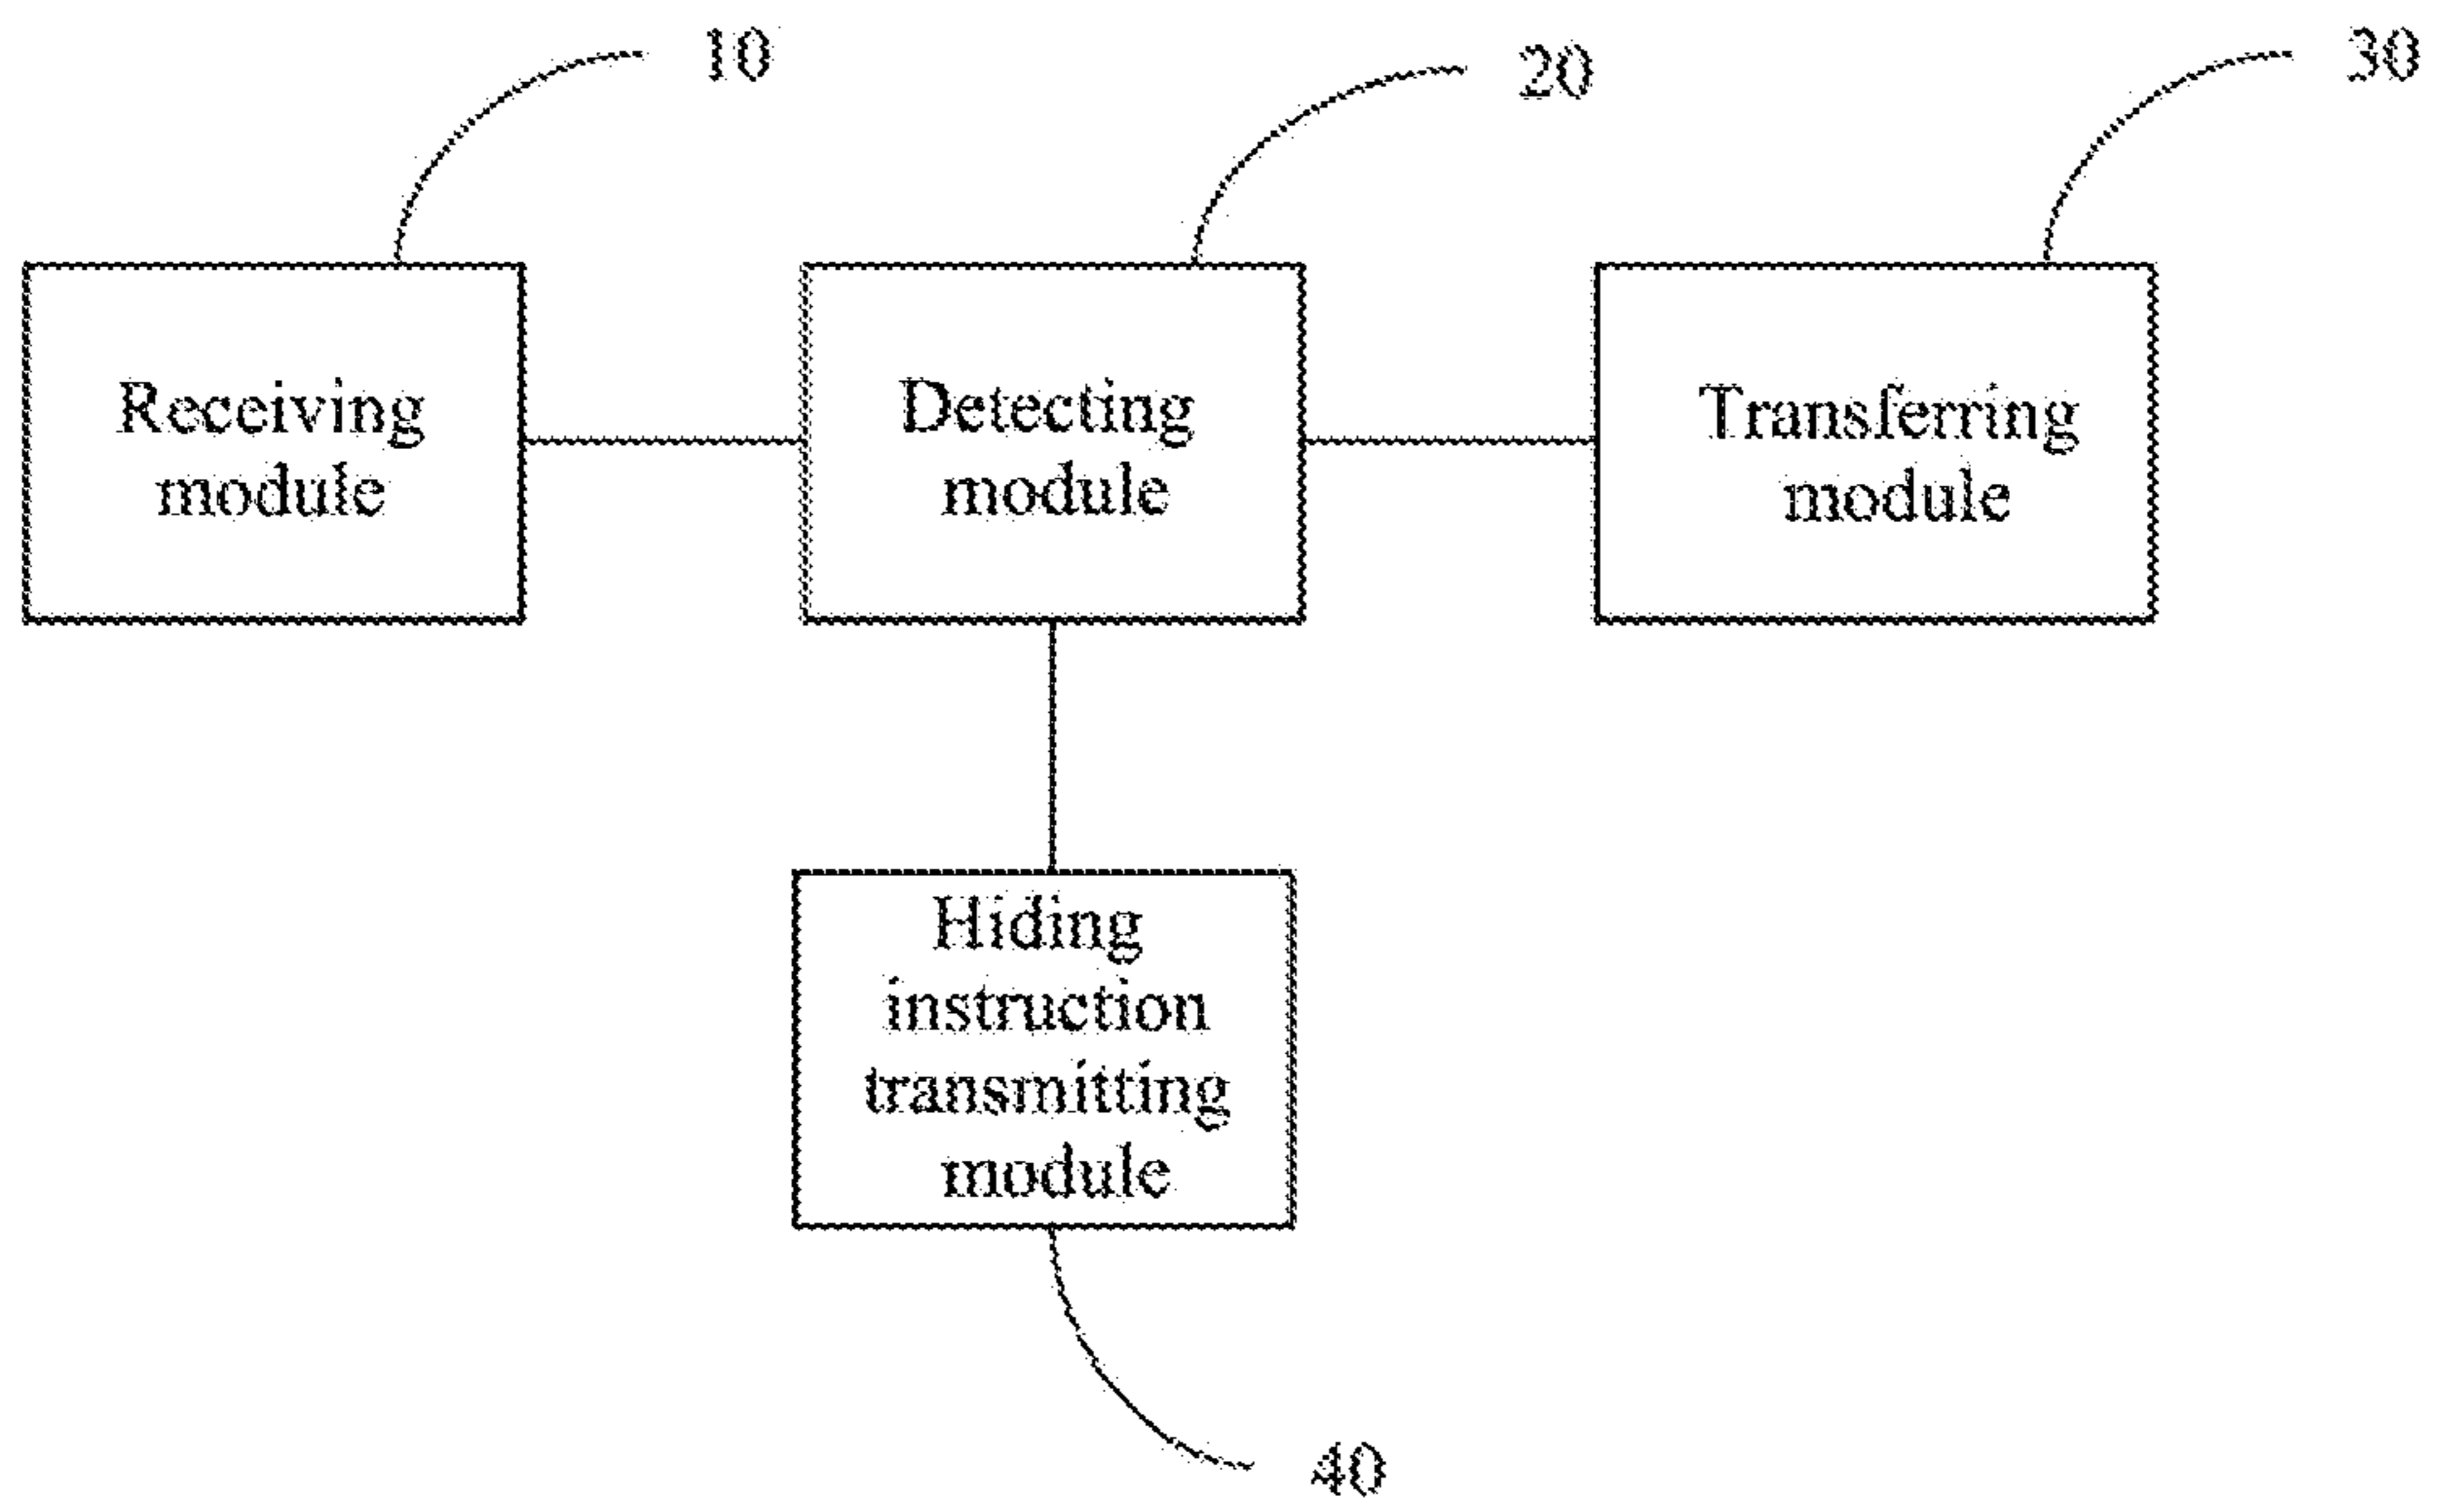 10
20
30
Receiving
module
Detecting
module
Transferring
module
Hiding
instruction
transmitting
module
40